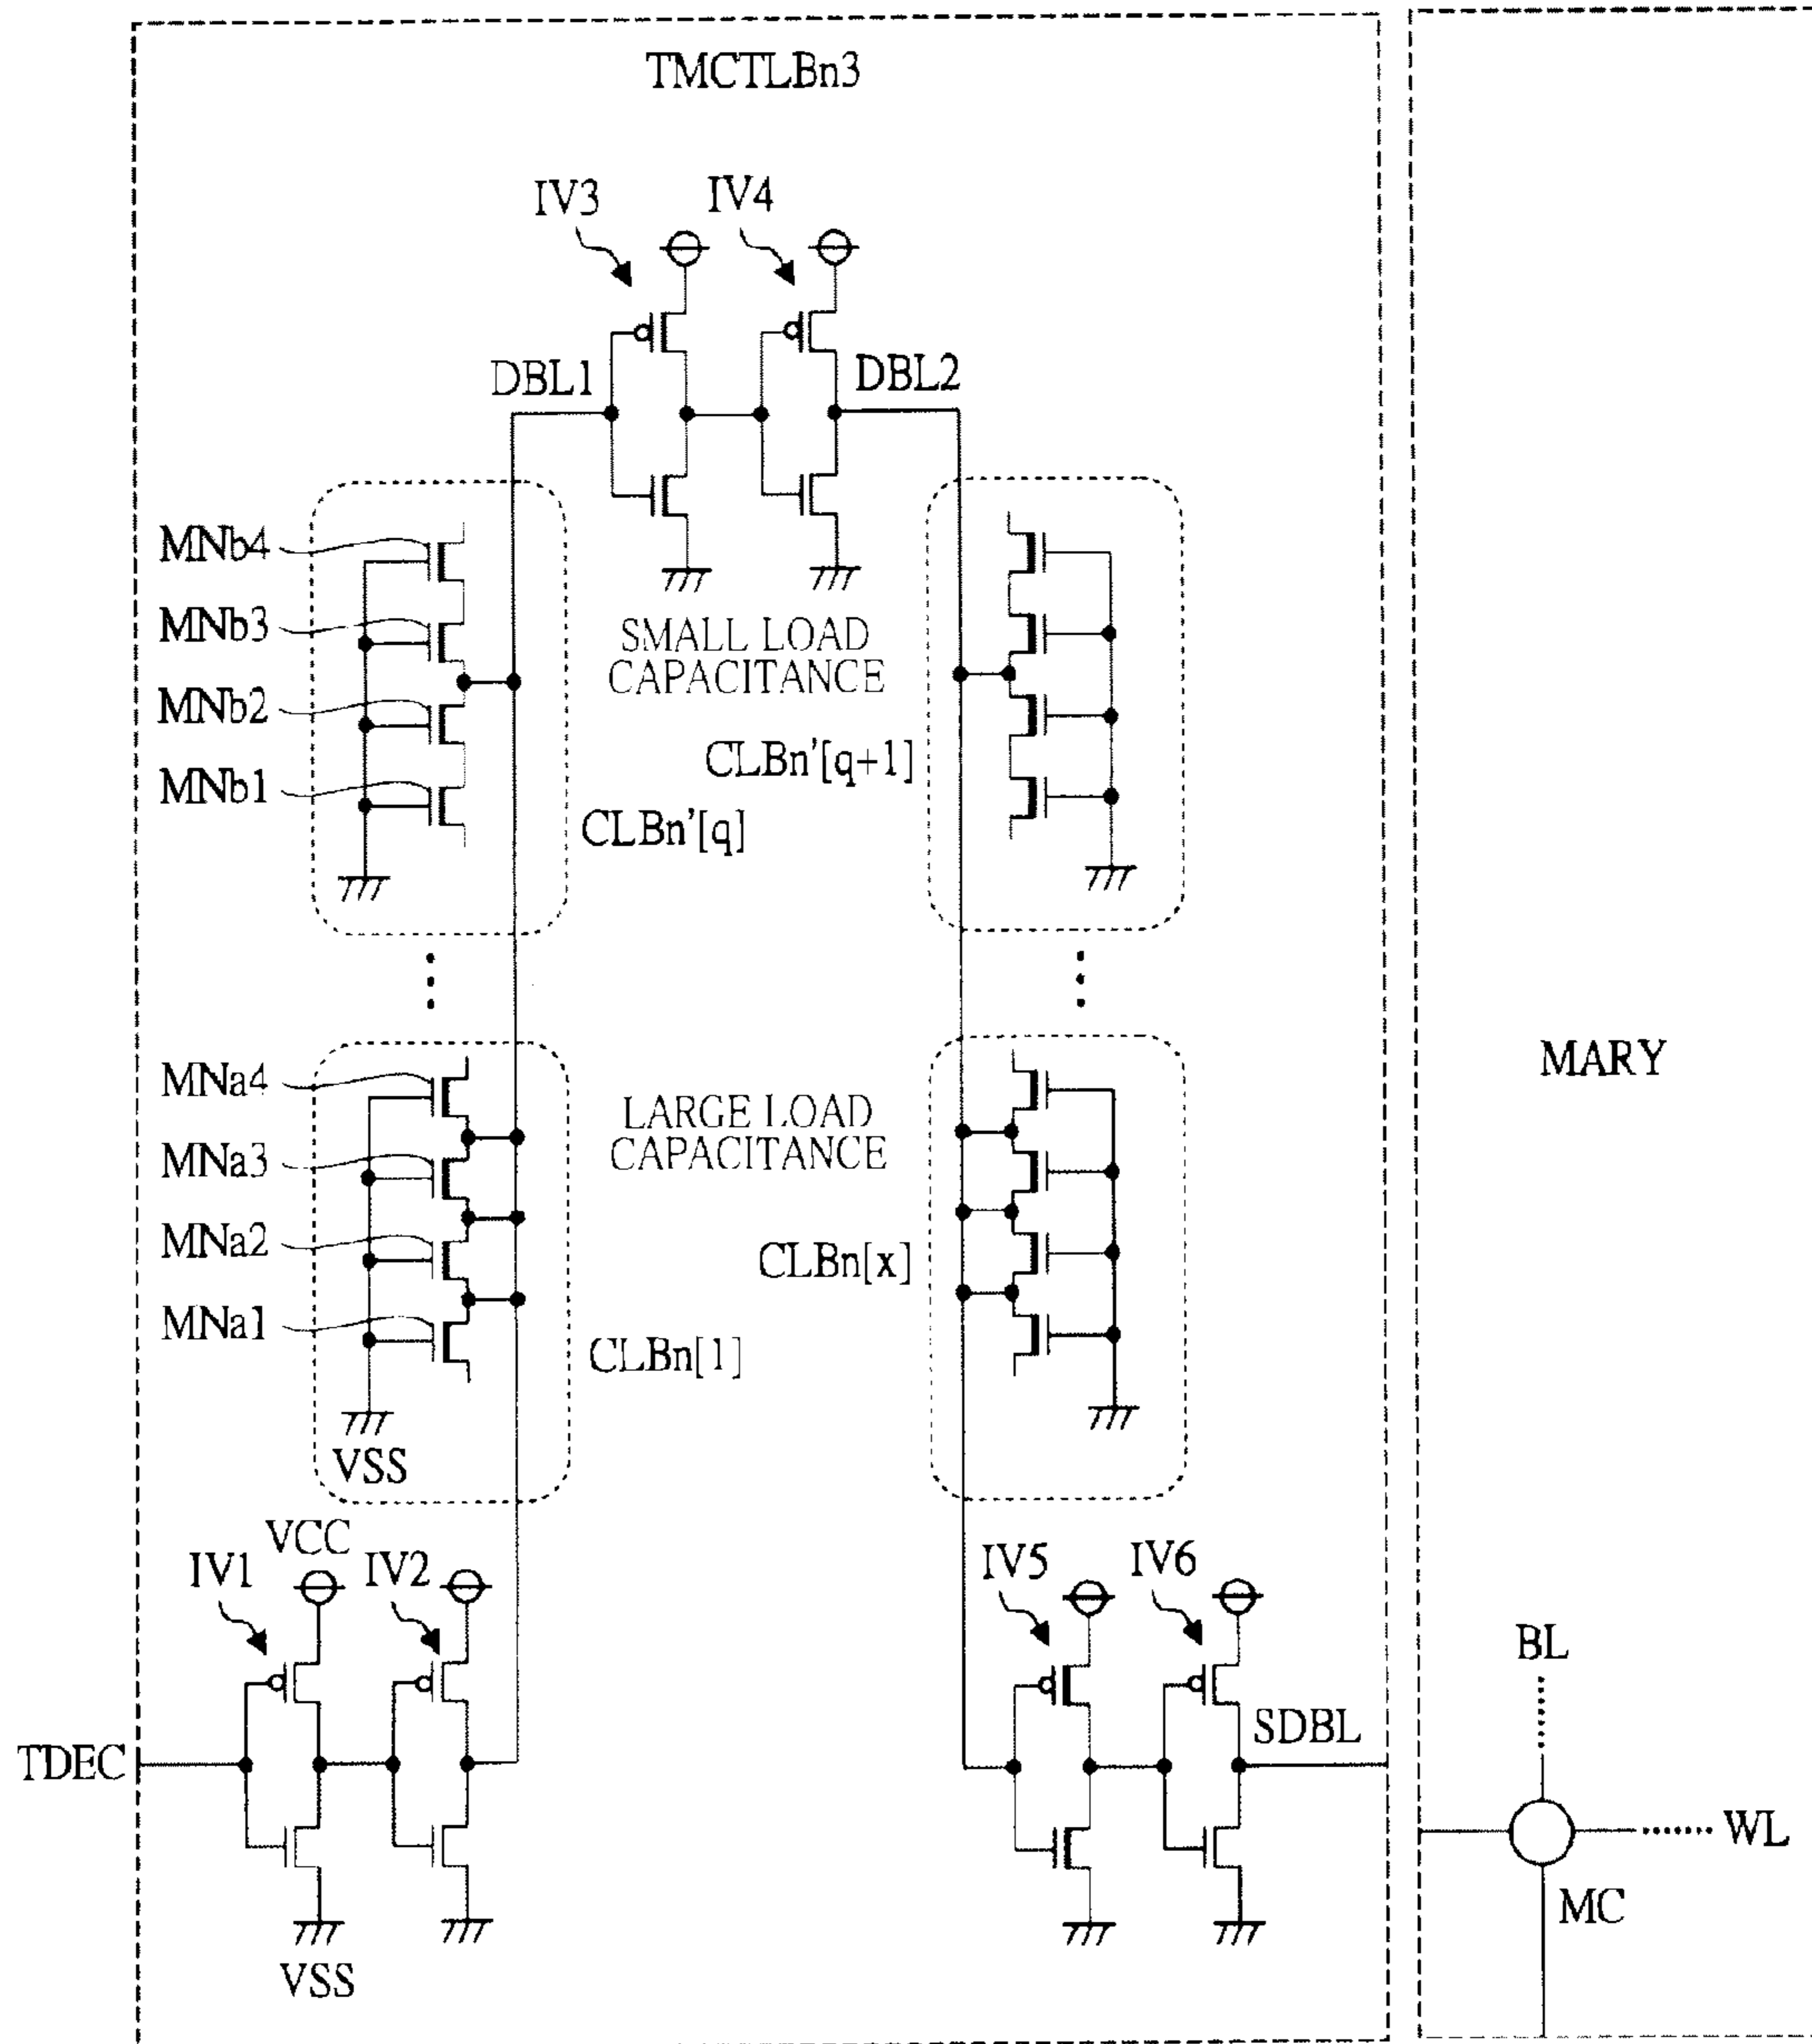 TMCTLBn3
IV3
IV4
DBL1
DBL2
MNb4
MNb3
MNb2
MNb1
SMALL LOAD
CAPACITANCE
CLBn'[q+1]
CLBn'[q]
MARY
MNa4
MNa3
MNa2
MNa1
LARGE LOAD
CAPACITANCE
CLBn[x]
CLBn[1]
VSS
VCC
IV1
IV2
IV5
IV6
BL
TDEC
SDBL
WL
MC
VSS